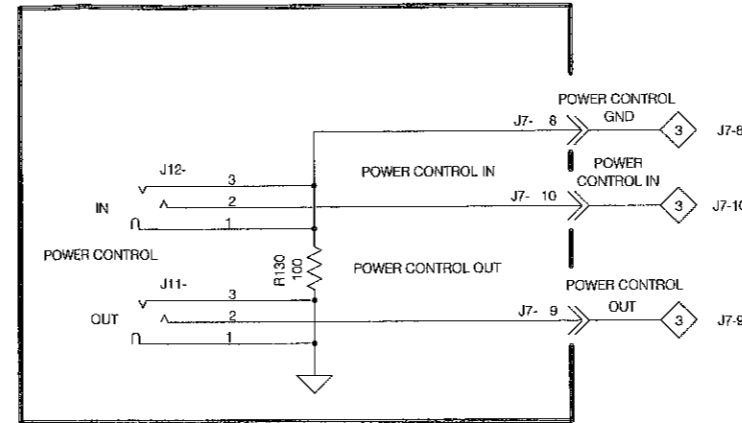 POWER CONTROL
GND
J7- 8
3
J7-8
J12-
3
POWER CONTROL IN
POWER
CONTROL IN
IN
2
J7- 10
3
J7-10
1
POWER CONTROL
R130
100
POWER CONTROL OUT
J11-
3
POWER CONTROL
OUT
OUT
2
J7- 9
3
J7-9
1